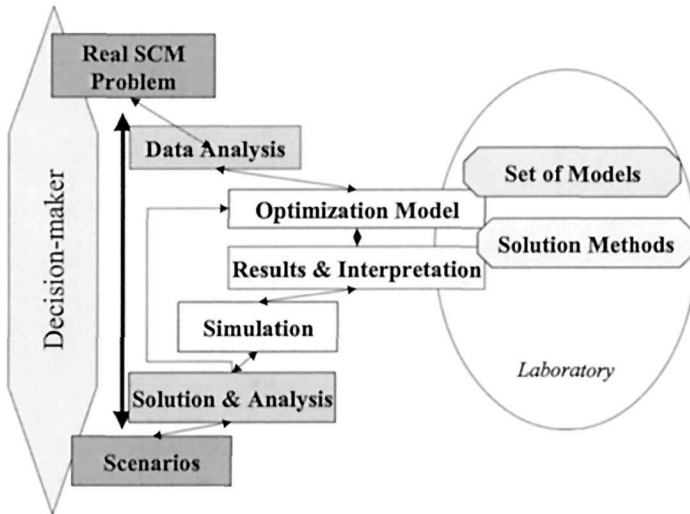 Real SCM
Problem
Data Analysis
Set of Models
Optimization Model
Solution Methods
Results & Interpretation
Simulation
Laboratory
Solution & Analysis
Scenarios
Decision-maker